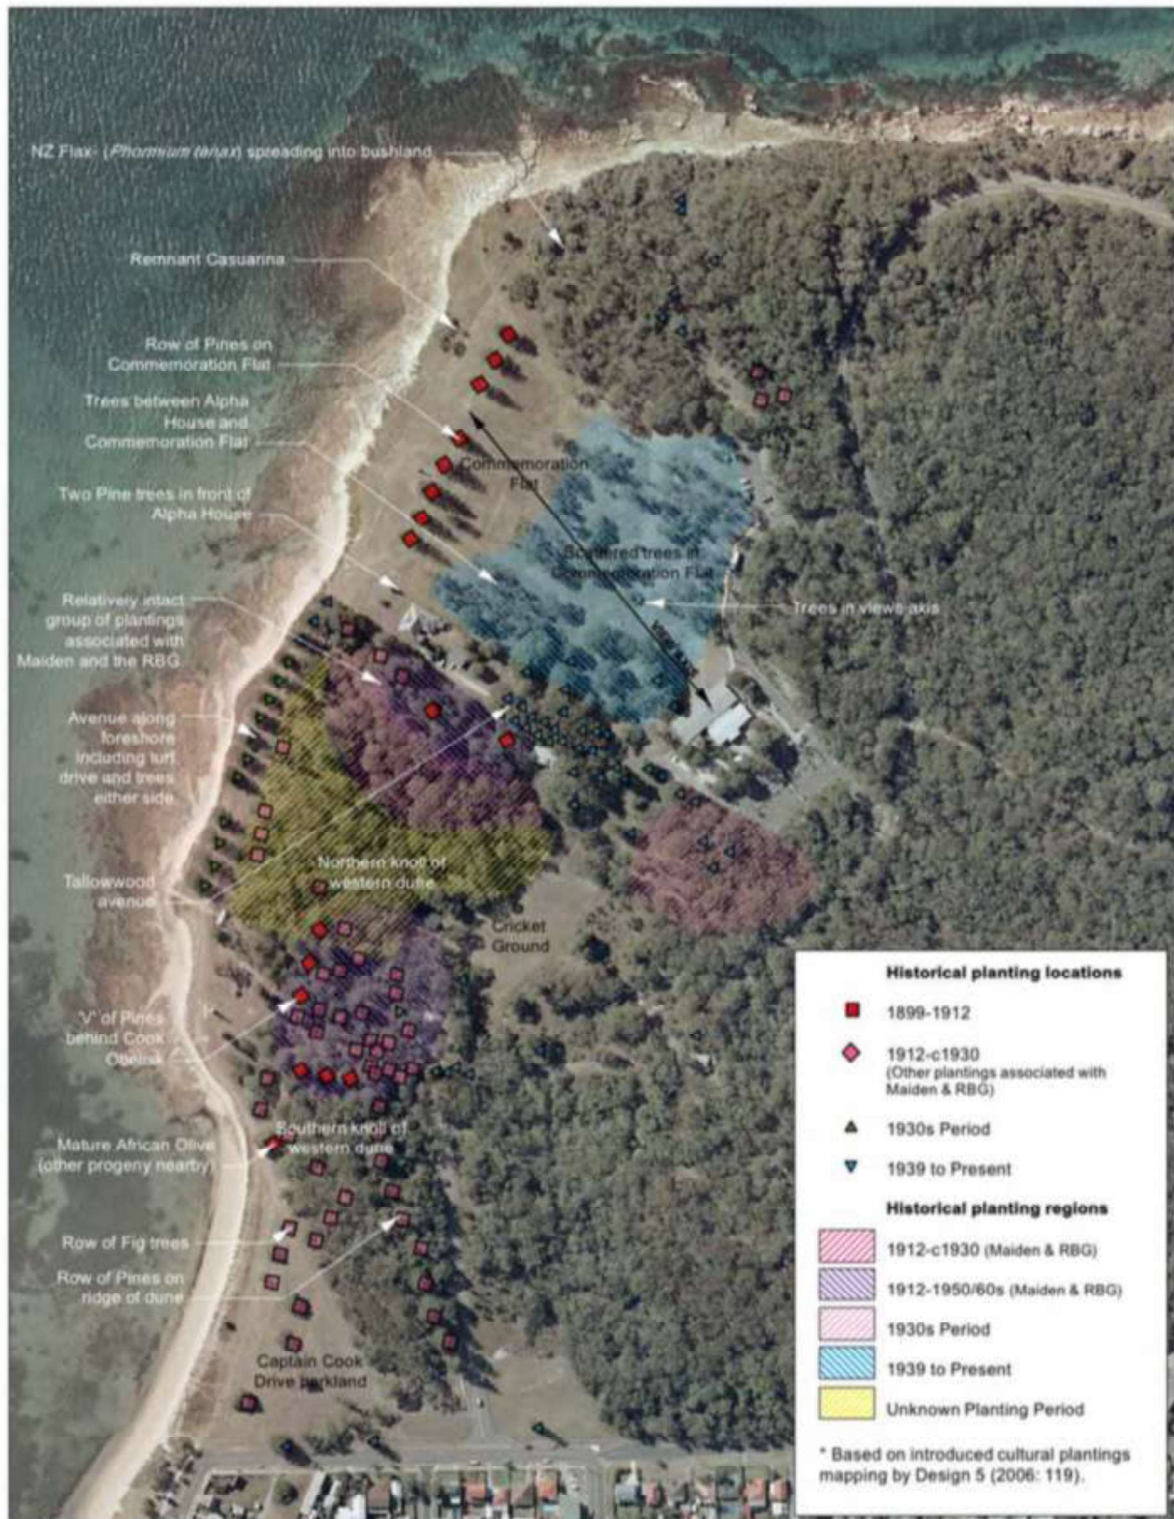 NZ Flax- (Phormium tenax) spreading into bushland
Remnant Casuarina
Row of Pines on
Commemoration Flat
Trees between Alpha
House and
Commemoration Flat
Commemoration
Flat
Two Pine trees in front of
Alpha House
Scattered trees in
Commemoration Flat
Trees in views axis
Relatively intact
group of plantings
associated with
Maiden and the RBG
Avenue along
foreshore
including turf
drive and trees
either side
Tallowwood
avenue
Northern knoll of
western dune
Cricket
Ground
'V' of Pines
behind Cook
Obelisk
Southern knoll of
western dune
Mature African Olive
(other progeny nearby)
Row of Fig trees
Row of Pines on
ridge of dune
Captain Cook
Drive parkland
Historical planting locations
1899-1912
1912-c1930
(Other plantings associated with
Maiden & RBG)
1930s Period
1939 to Present
Historical planting regions
1912-c1930 (Maiden & RBG)
1912-1950/60s (Maiden & RBG)
1930s Period
1939 to Present
Unknown Planting Period
* Based on introduced cultural plantings
mapping by Design 5 (2006: 119).